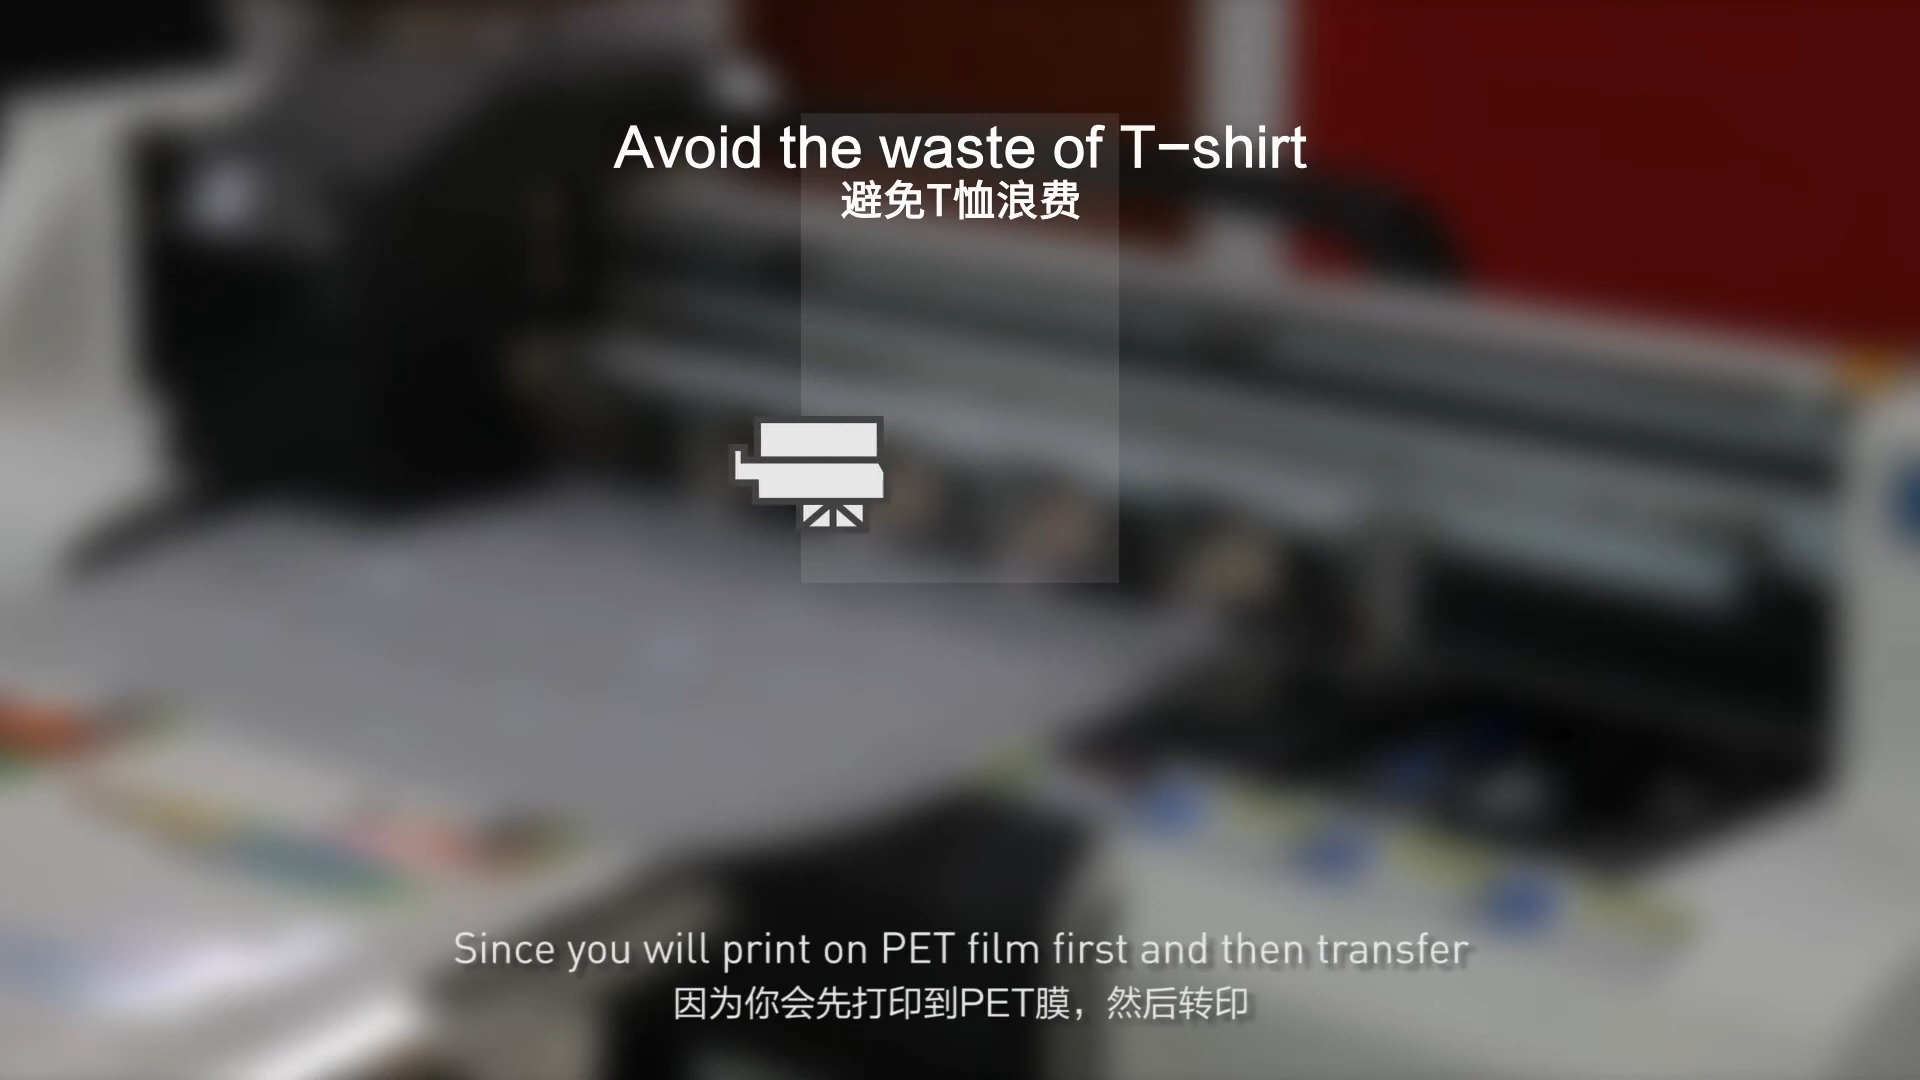 Avoid the waste of T-shirt
避免T恤浪费
Since you will print on PET film first and then transfer
因为你会先打印到PET膜，然后转印